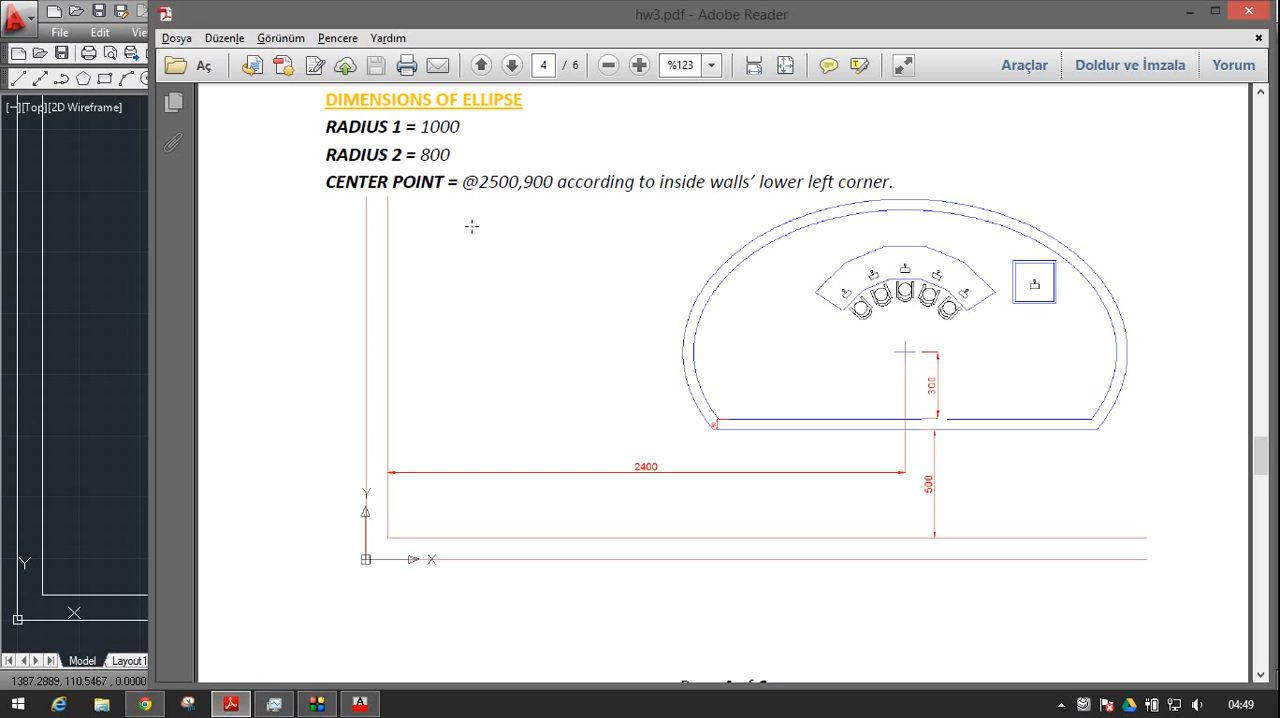 hw3.pdf - Adobe Reader
File Edit
Dosya Düzenle Görünüm Pencere Yardım
Aç 4 / 6 %123 Araçlar Doldur ve İmzala Yorum
[−][Top][2D Wireframe]
DIMENSIONS OF ELLIPSE
RADIUS 1 = 1000
RADIUS 2 = 800
CENTER POINT = @2500,900 according to inside walls’ lower left corner.
300
2400
500
Y
X
Y
X
Model Layout1
1387.2889, 110.5467, 0.0000
04:49